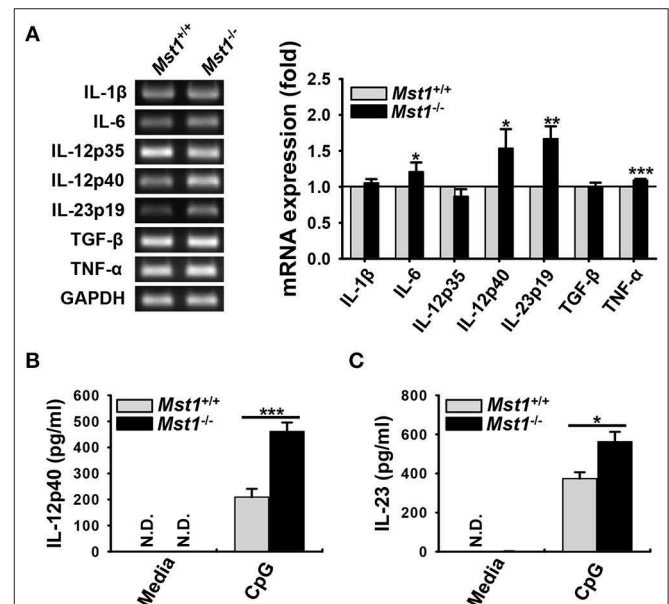 A
Mst1+/+
Mst1-/-
IL-1β
IL-6
IL-12p35
IL-12p40
IL-23p19
TGF-β
TNF-α
GAPDH
mRNA expression (fold)
2.5
2.0
1.5
1.0
0.5
0.0
Mst1+/+
Mst1-/-
*
*
**
***
IL-1β
IL-6
IL-12p35
IL-12p40
IL-23p19
TGF-β
TNF-α
B
IL-12p40 (pg/ml)
600
500
400
300
200
100
0
Mst1+/+
Mst1-/-
***
N.D.
N.D.
Media
CpG
C
IL-23 (pg/ml)
800
600
400
200
0
Mst1+/+
Mst1-/-
*
N.D.
Media
CpG